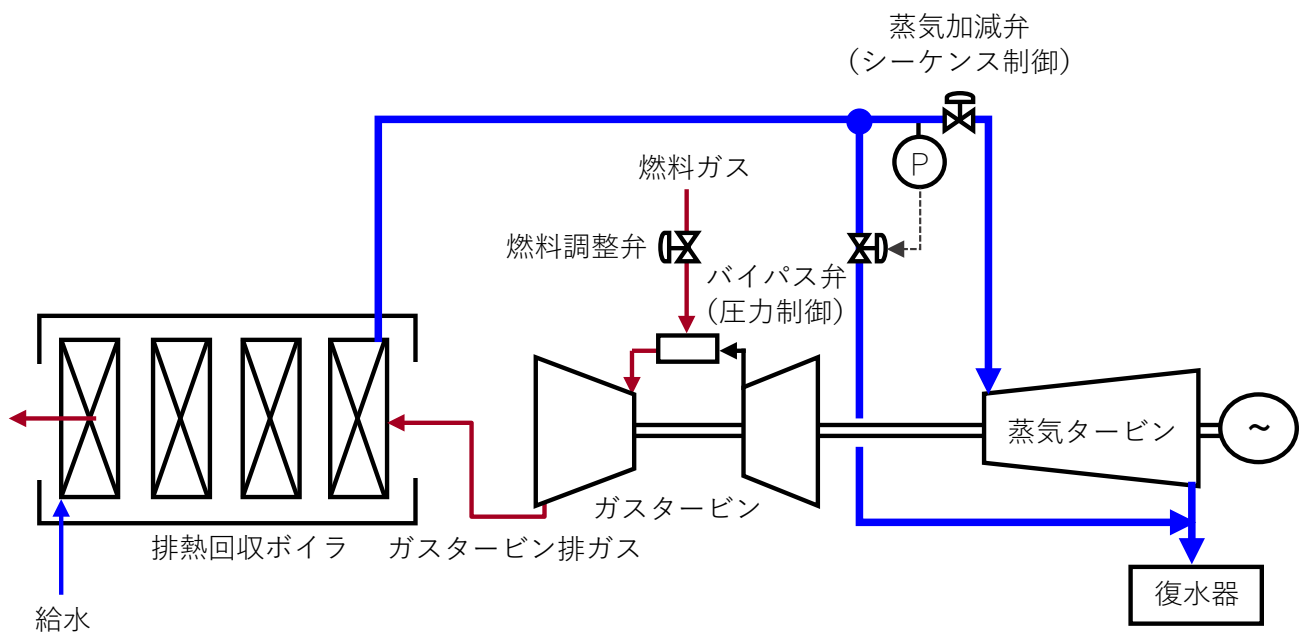 蒸気加減弁
(シーケンス制御)
P
燃料ガス
燃料調整弁
バイパス弁
(圧力制御)
蒸気タービン
~
ガスタービン
排熱回収ボイラ
ガスタービン排ガス
復水器
給水